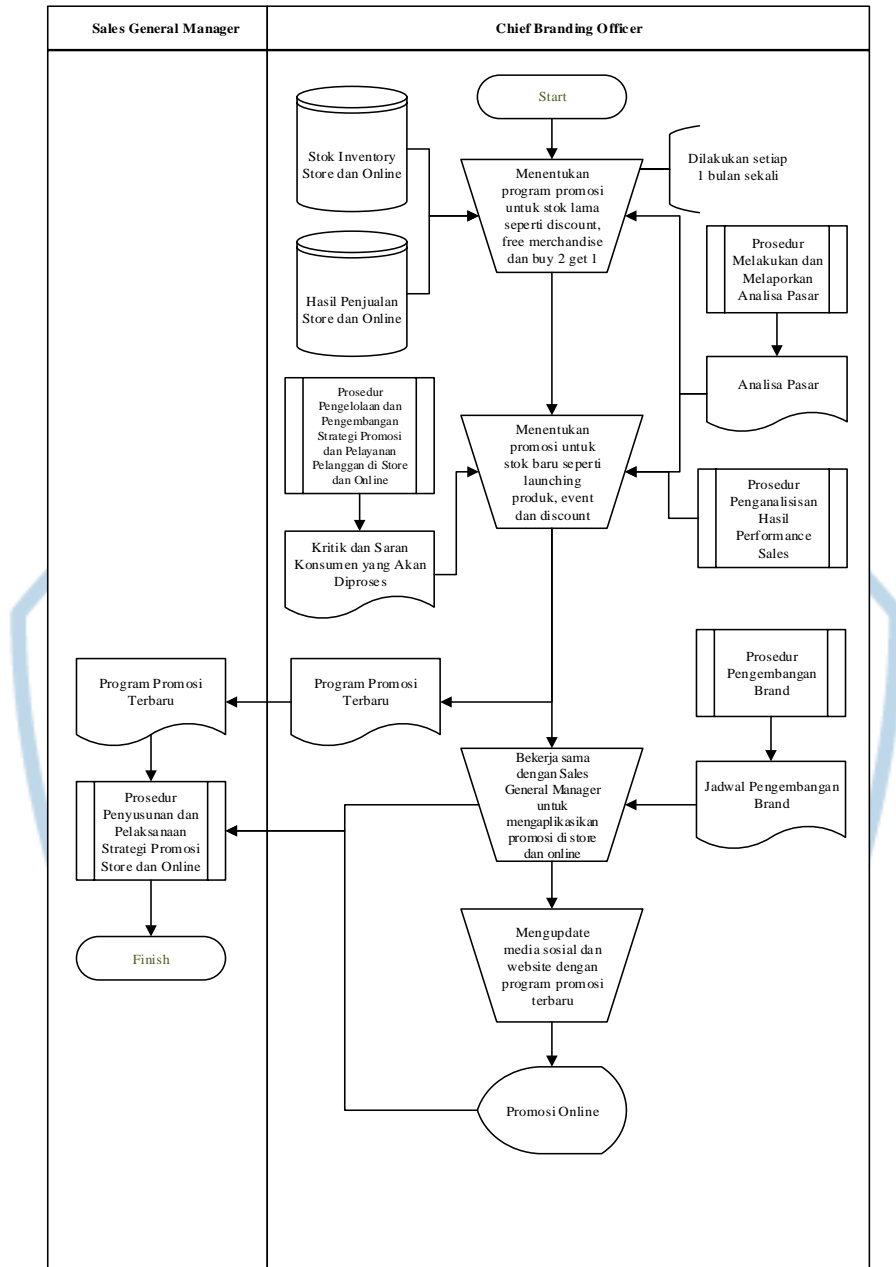 Sales General Manager
Chief Branding Officer
Start
Stok Inventory
Store dan Online
Menentukan
program promosi
untuk stok lama
seperti discount,
free merchandise
dan buy 2 get 1
Dilakukan setiap
1 bulan sekali
Hasil Penjualan
Store dan Online
Prosedur
Melakukan dan
Melaporkan
Analisa Pasar
Analisa Pasar
Prosedur
Pengelolaan dan
Pengembangan
Strategi Promosi
dan Pelayanan
Pelanggan di Store
dan Online
Menentukan
promosi untuk
stok baru seperti
launching
produk, event
dan discount
Prosedur
Penganalisisan
Hasil
Performance
Sales
Kritik dan Saran
Konsumen yang Akan
Diproses
Program Promosi
Terbaru
Program Promosi
Terbaru
Prosedur
Pengembangan
Brand
Prosedur
Penyusunan dan
Pelaksanaan
Strategi Promosi
Store dan Online
Bekerja sama
dengan Sales
General Manager
untuk
mengaplikasikan
promosi di store
dan online
Jadwal Pengembangan
Brand
Finish
Mengupdate
media sosial dan
website dengan
program promosi
terbaru
Promosi Online